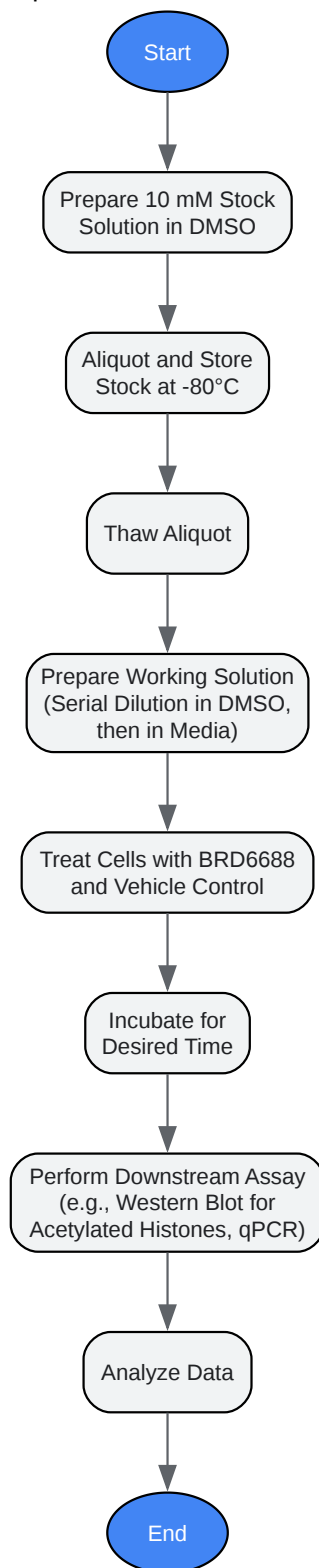 Start
Prepare 10 mM Stock
Solution in DMSO
Aliquot and Store
Stock at -80°C
Thaw Aliquot
Prepare Working Solution
(Serial Dilution in DMSO,
then in Media)
Treat Cells with BRD6688
and Vehicle Control
Incubate for
Desired Time
Perform Downstream Assay
(e.g., Western Blot for
Acetylated Histones, qPCR)
Analyze Data
End